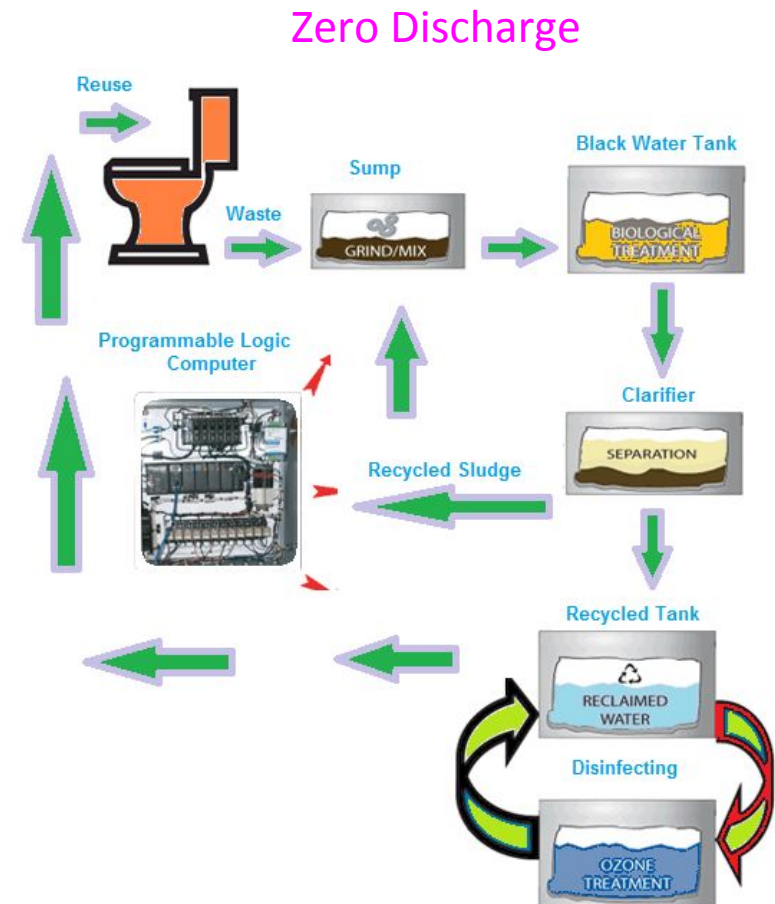 Zero Discharge
Reuse
Black Water Tank
Sump
Waste
GRIND/MIX
BIOLOGICAL
TREATMENT
Programmable Logic
Computer
Clarifier
SEPARATION
Recycled Sludge
Recycled Tank
RECLAIMED
WATER
Disinfecting
OZONE
TREATMENT